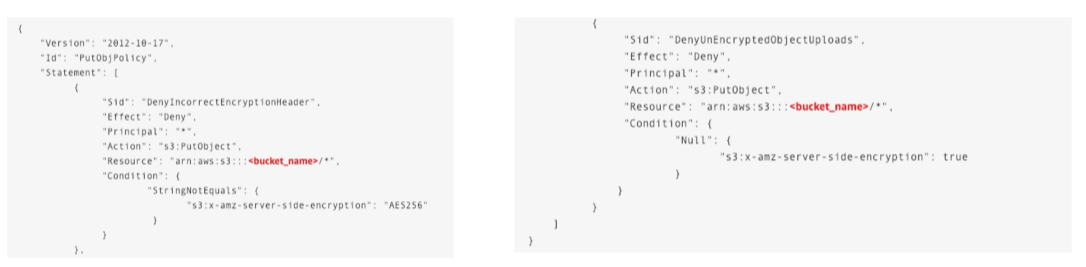 {
"Version": "2012-10-17",
"Id": "PutObjPolicy",
"Statement": [
{
"Sid": "DenyIncorrectEncryptionHeader",
"Effect": "Deny",
"Principal": "*",
"Action": "s3:PutObject",
"Resource": "arn:aws:s3:::<bucket_name>/*",
"Condition": {
"StringNotEquals": {
"s3:x-amz-server-side-encryption": "AES256"
}
}
},
{
"Sid": "DenyUnEncryptedObjectUploads",
"Effect": "Deny",
"Principal": "*",
"Action": "s3:PutObject",
"Resource": "arn:aws:s3:::<bucket_name>/*",
"Condition": {
"Null": {
"s3:x-amz-server-side-encryption": true
}
}
}
]
}